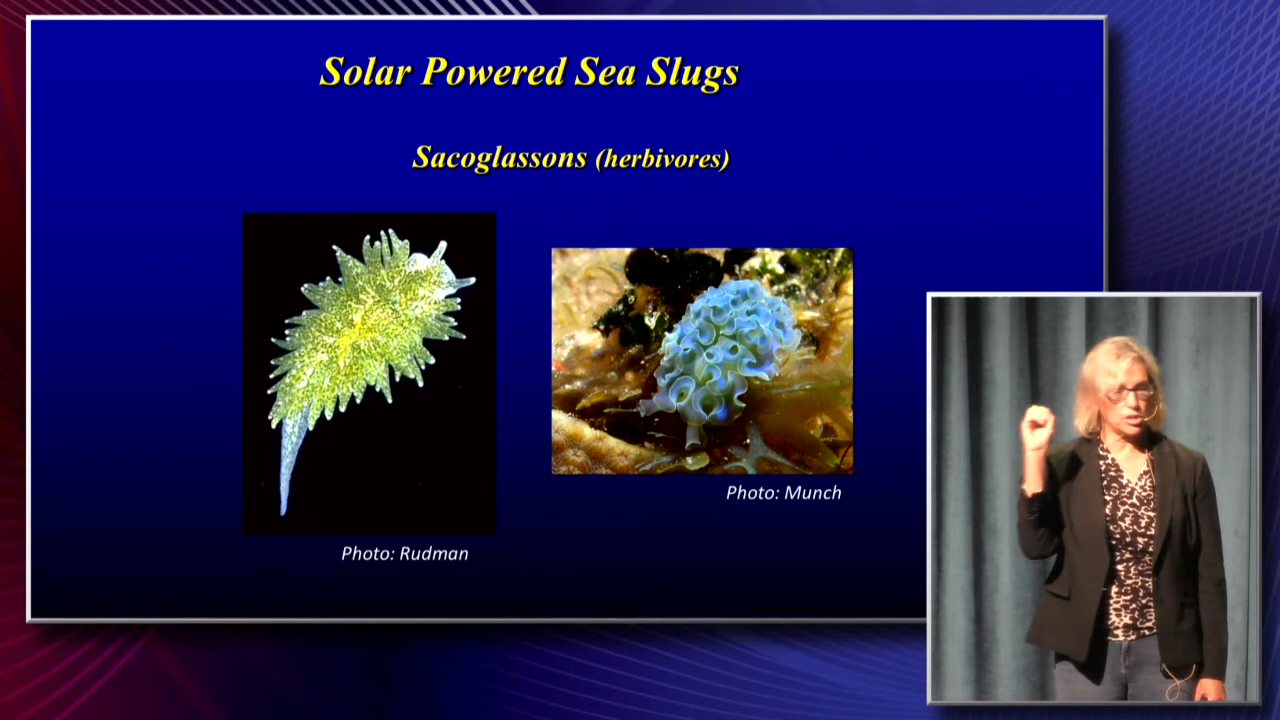 Solar Powered Sea Slugs
Sacoglassons (herbivores)
Photo: Munch
Photo: Rudman